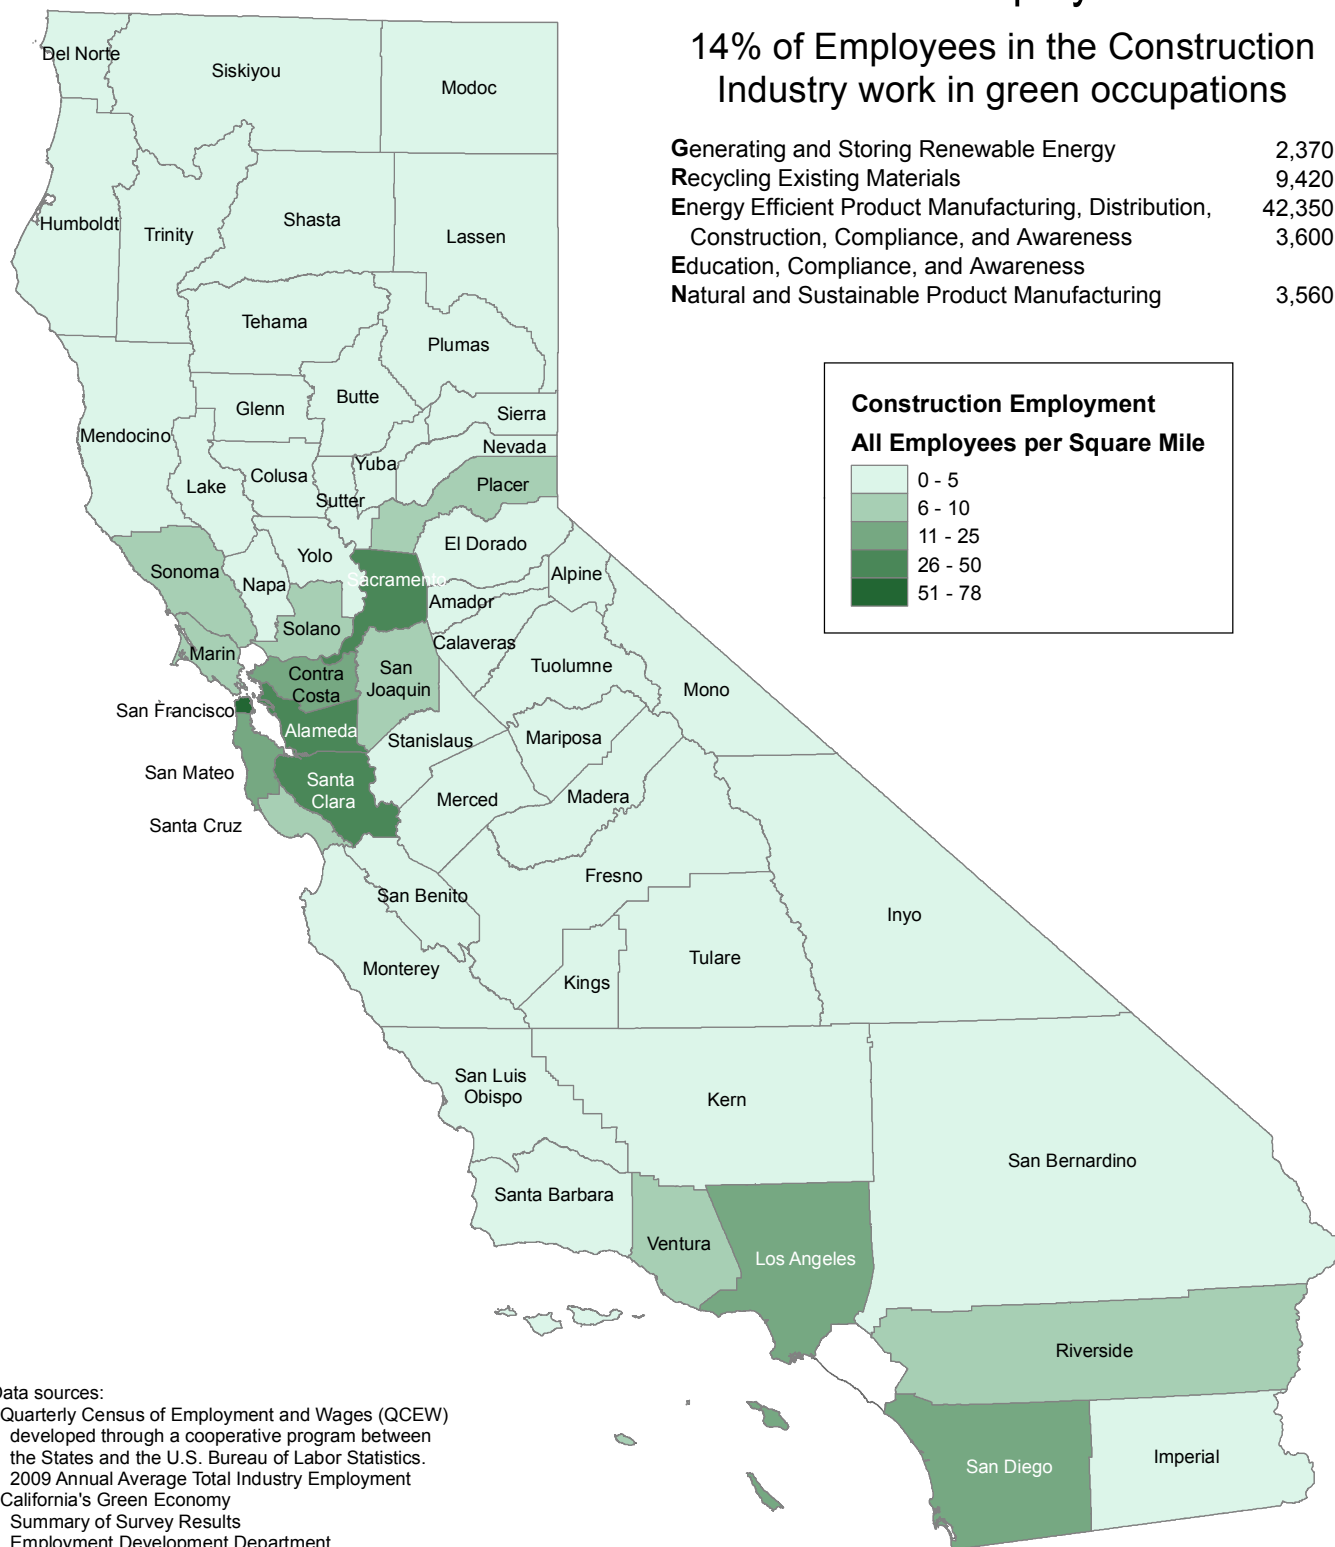 14% of Employees in the Construction
Industry work in green occupations
Generating and Storing Renewable Energy 2,370
Recycling Existing Materials 9,420
Energy Efficient Product Manufacturing, Distribution, 42,350
Construction, Compliance, and Awareness 3,600
Education, Compliance, and Awareness
Natural and Sustainable Product Manufacturing 3,560
Construction Employment
All Employees per Square Mile
0 - 5
6 - 10
11 - 25
26 - 50
51 - 78
Del Norte
Siskiyou
Modoc
Humboldt
Trinity
Shasta
Lassen
Tehama
Plumas
Mendocino
Glenn
Butte
Sierra
Nevada
Lake
Colusa
Sutter
Yuba
Placer
Sonoma
Napa
Yolo
Sacramento
El Dorado
Alpine
Amador
Solano
Marin
Calaveras
Contra
Costa
San
Joaquin
Tuolumne
Mono
San Francisco
Alameda
Stanislaus
Mariposa
San Mateo
Santa
Clara
Merced
Madera
Santa Cruz
Fresno
San Benito
Inyo
Monterey
Kings
Tulare
San Luis
Obispo
Kern
San Bernardino
Santa Barbara
Ventura
Los Angeles
Riverside
San Diego
Imperial
Data sources:
Quarterly Census of Employment and Wages (QCEW)
developed through a cooperative program between
the States and the U.S. Bureau of Labor Statistics.
2009 Annual Average Total Industry Employment
California's Green Economy
Summary of Survey Results
Employment Development Department